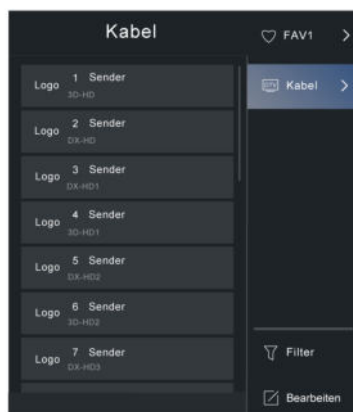 Kabel
Logo 1 Sender
3D-HD
Logo 2 Sender
DX-HD
Logo 3 Sender
DX-HD1
Logo 4 Sender
3D-HD1
Logo 5 Sender
DX-HD2
Logo 6 Sender
3D-HD2
Logo 7 Sender
DX-HD3
FAV1
DTV Kabel
Filter
Bearbeiten